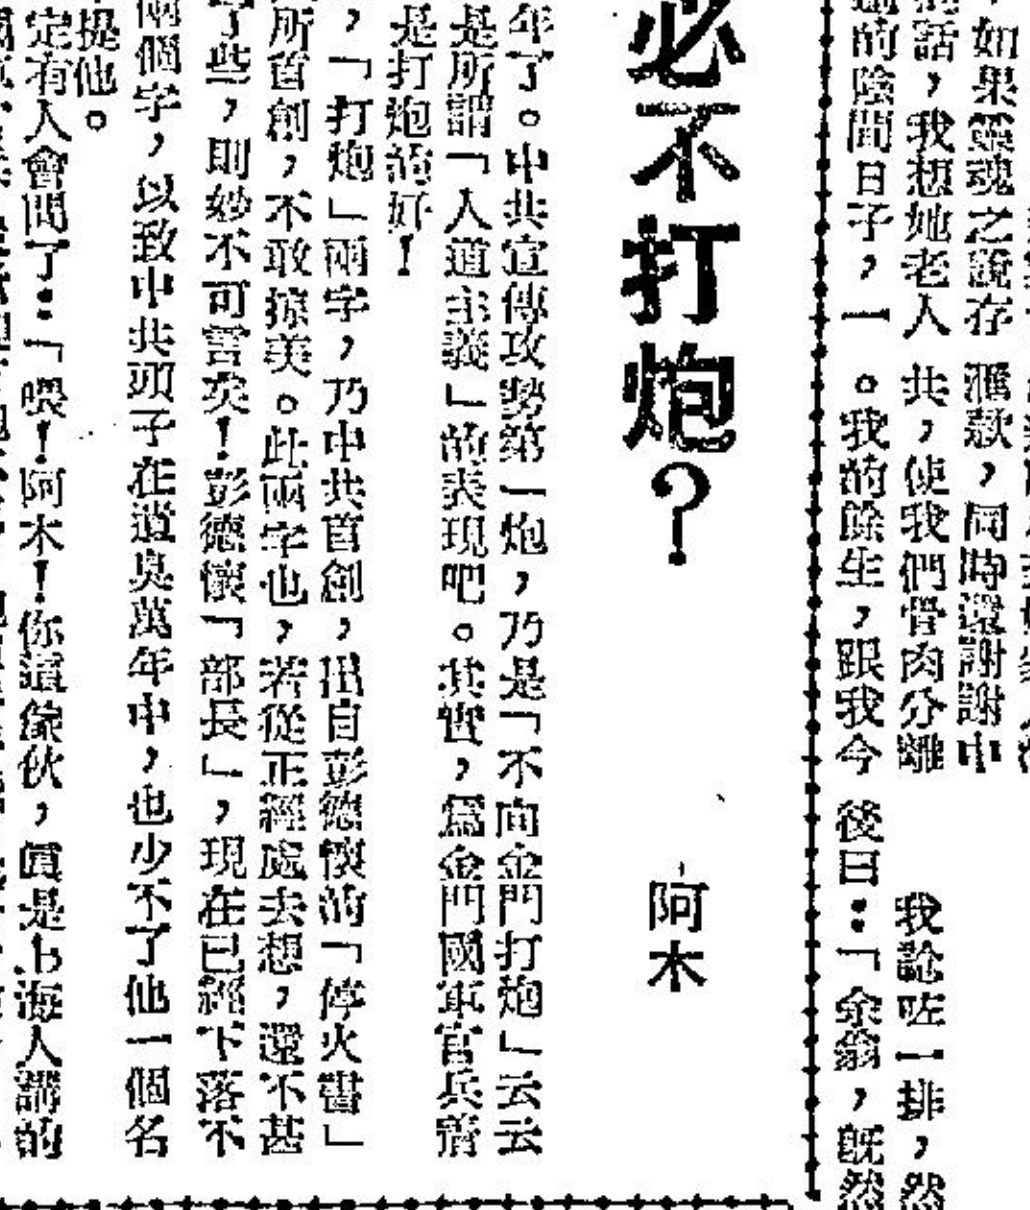 ，如果靈魂之說存
的話，我想她老人
的陰間日子，一
匯款，同時還謝謝中
共，使我們骨肉分離
。我的餘生，跟我今
我諗咗一排，然
後曰：「余翁，既然
必不打炮？
阿木
年了。中共宣傳攻勢第一炮，乃是「不向金門打炮」云云
是所謂「人道主義」的表現吧。其實，為金門國軍官兵着
是打炮的好！
，「打炮」兩字，乃中共首創，出自彭德懷的「停火書」
所首創，不敢掠美。此兩字也，若從正經處去想，還不甚
了些，則妙不可言矣！彭德懷「部長」，現在已經下落不
兩個字，以致中共頭子在遺臭萬年中，也少不了他一個名
提他。
定有人會問了：「喂！阿木！你這傢伙，真是上海人講的